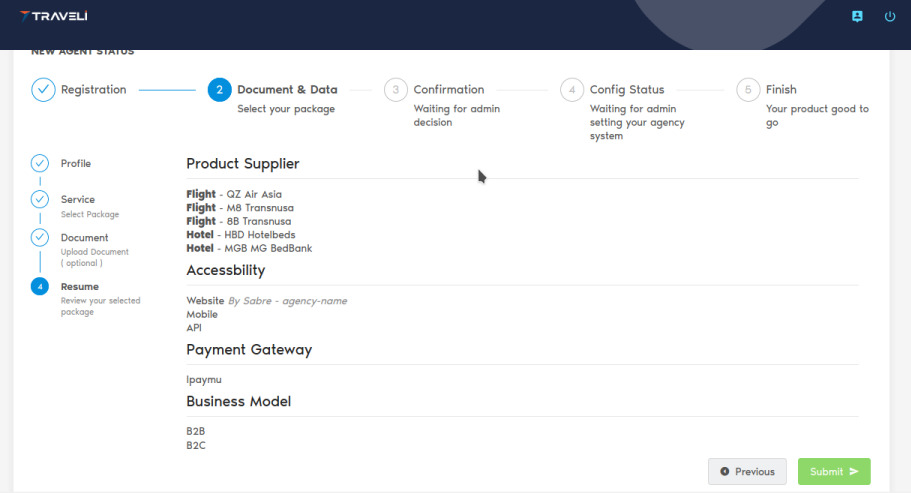 TRAVELI
NEW AGENT STATUS
Registration
2
Document & Data
Select your package
3
Confirmation
Waiting for admin
decision
4
Config Status
Waiting for admin
setting your agency
system
5
Finish
Your product good to
go
Profile
Service
Select Package
Document
Upload Document
( optional )
4
Resume
Review your selected
package
Product Supplier
Flight - QZ Air Asia
Flight - M8 Transnusa
Flight - 8B Transnusa
Hotel - HBD Hotelbeds
Hotel - MGB MG BedBank
Accessbility
Website By Sabre - agency-name
Mobile
API
Payment Gateway
Ipaymu
Business Model
B2B
B2C
Previous
Submit